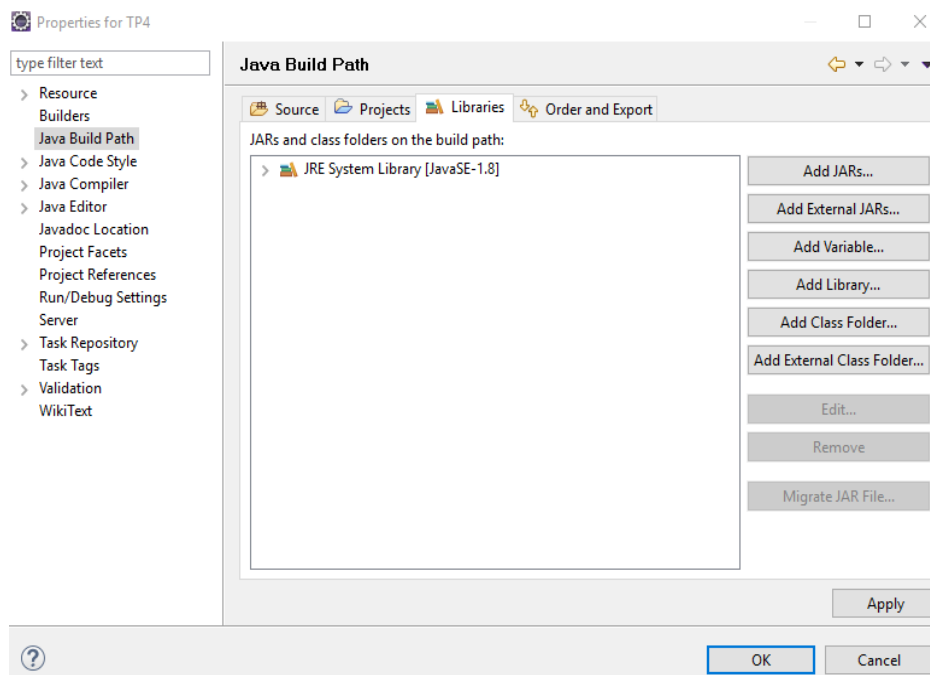 Properties for TP4
type filter text
Resource
Builders
Java Build Path
Java Code Style
Java Compiler
Java Editor
Javadoc Location
Project Facets
Project References
Run/Debug Settings
Server
Task Repository
Task Tags
Validation
WikiText
Java Build Path
Source Projects Libraries Order and Export
JARs and class folders on the build path:
JRE System Library [JavaSE-1.8]
Add JARs...
Add External JARs...
Add Variable...
Add Library...
Add Class Folder...
Add External Class Folder...
Edit...
Remove
Migrate JAR File...
Apply
?
OK Cancel